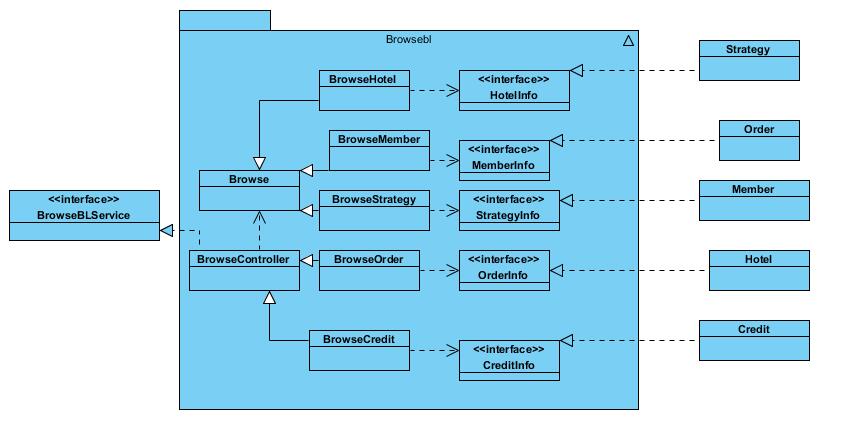 Browsebl
<<interface>>
BrowseBLService
Browse
BrowseController
BrowseHotel
BrowseMember
BrowseStrategy
BrowseOrder
BrowseCredit
<<interface>>
HotelInfo
<<interface>>
MemberInfo
<<interface>>
StrategyInfo
<<interface>>
OrderInfo
<<interface>>
CreditInfo
Strategy
Order
Member
Hotel
Credit